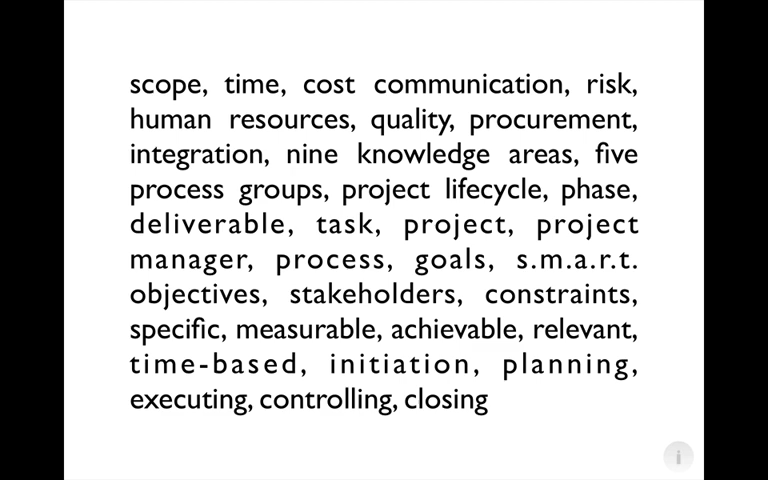 scope, time, cost communication, risk,
human resources, quality, procurement,
integration, nine knowledge areas, five
process groups, project lifecycle, phase,
deliverable, task, project, project
manager, process, goals, s.m.a.r.t.
objectives, stakeholders, constraints,
specific, measurable, achievable, relevant,
time-based, initiation, planning,
executing, controlling, closing
i